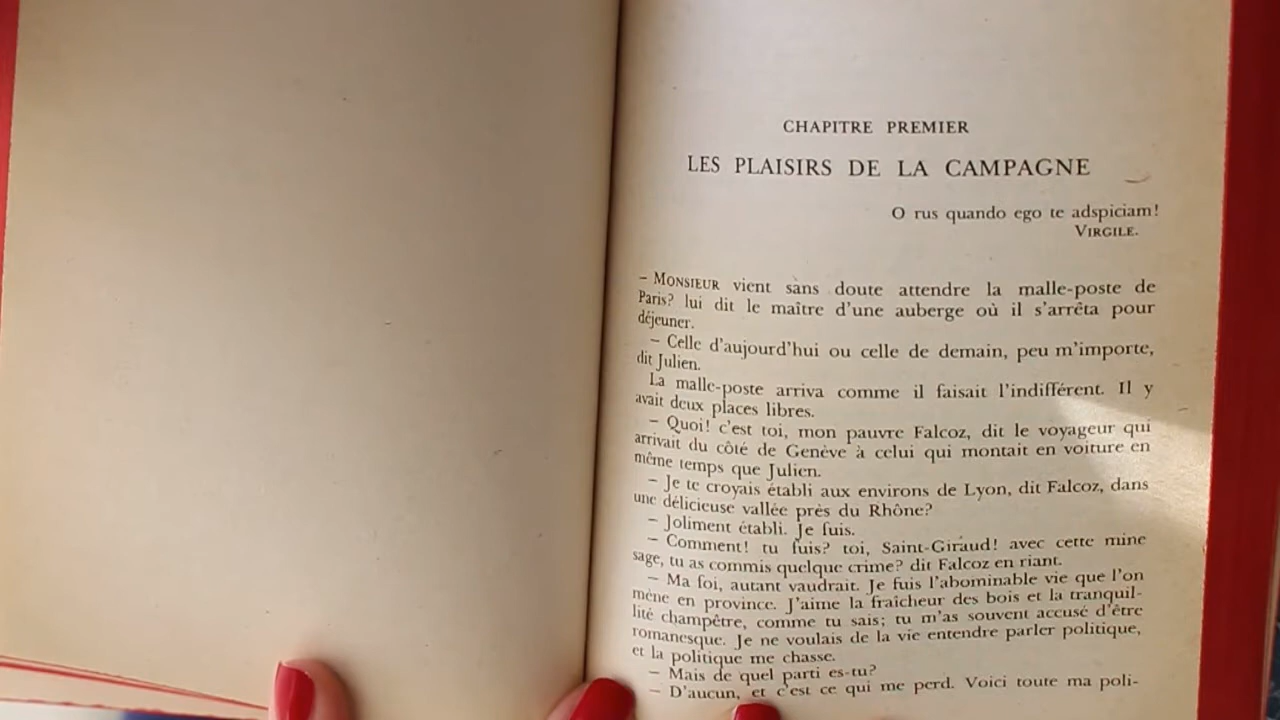 CHAPITRE PREMIER
LES PLAISIRS DE LA CAMPAGNE
O rus quando ego te adspiciam!
VIRGILE.
– MONSIEUR vient sans doute attendre la malle-poste de
Paris? lui dit le maître d'une auberge où il s'arrêta pour
déjeuner.
– Celle d'aujourd'hui ou celle de demain, peu m'importe,
dit Julien.
La malle-poste arriva comme il faisait l'indifférent. Il y
avait deux places libres.
– Quoi! c'est toi, mon pauvre Falcoz, dit le voyageur qui
arrivait du côté de Genève à celui qui montait en voiture en
même temps que Julien.
– Je te croyais établi aux environs de Lyon, dit Falcoz, dans
une délicieuse vallée près du Rhône?
– Joliment établi. Je fuis.
– Comment! tu fuis? toi, Saint-Giraud! avec cette mine
sage, tu as commis quelque crime? dit Falcoz en riant.
– Ma foi, autant vaudrait. Je fuis l'abominable vie que l'on
mène en province. J'aime la fraîcheur des bois et la tranquil-
lité champêtre, comme tu sais; tu m'as souvent accusé d'être
romanesque. Je ne voulais de la vie entendre parler politique,
et la politique me chasse.
– Mais de quel parti es-tu?
– D'aucun, et c'est ce qui me perd. Voici toute ma poli-